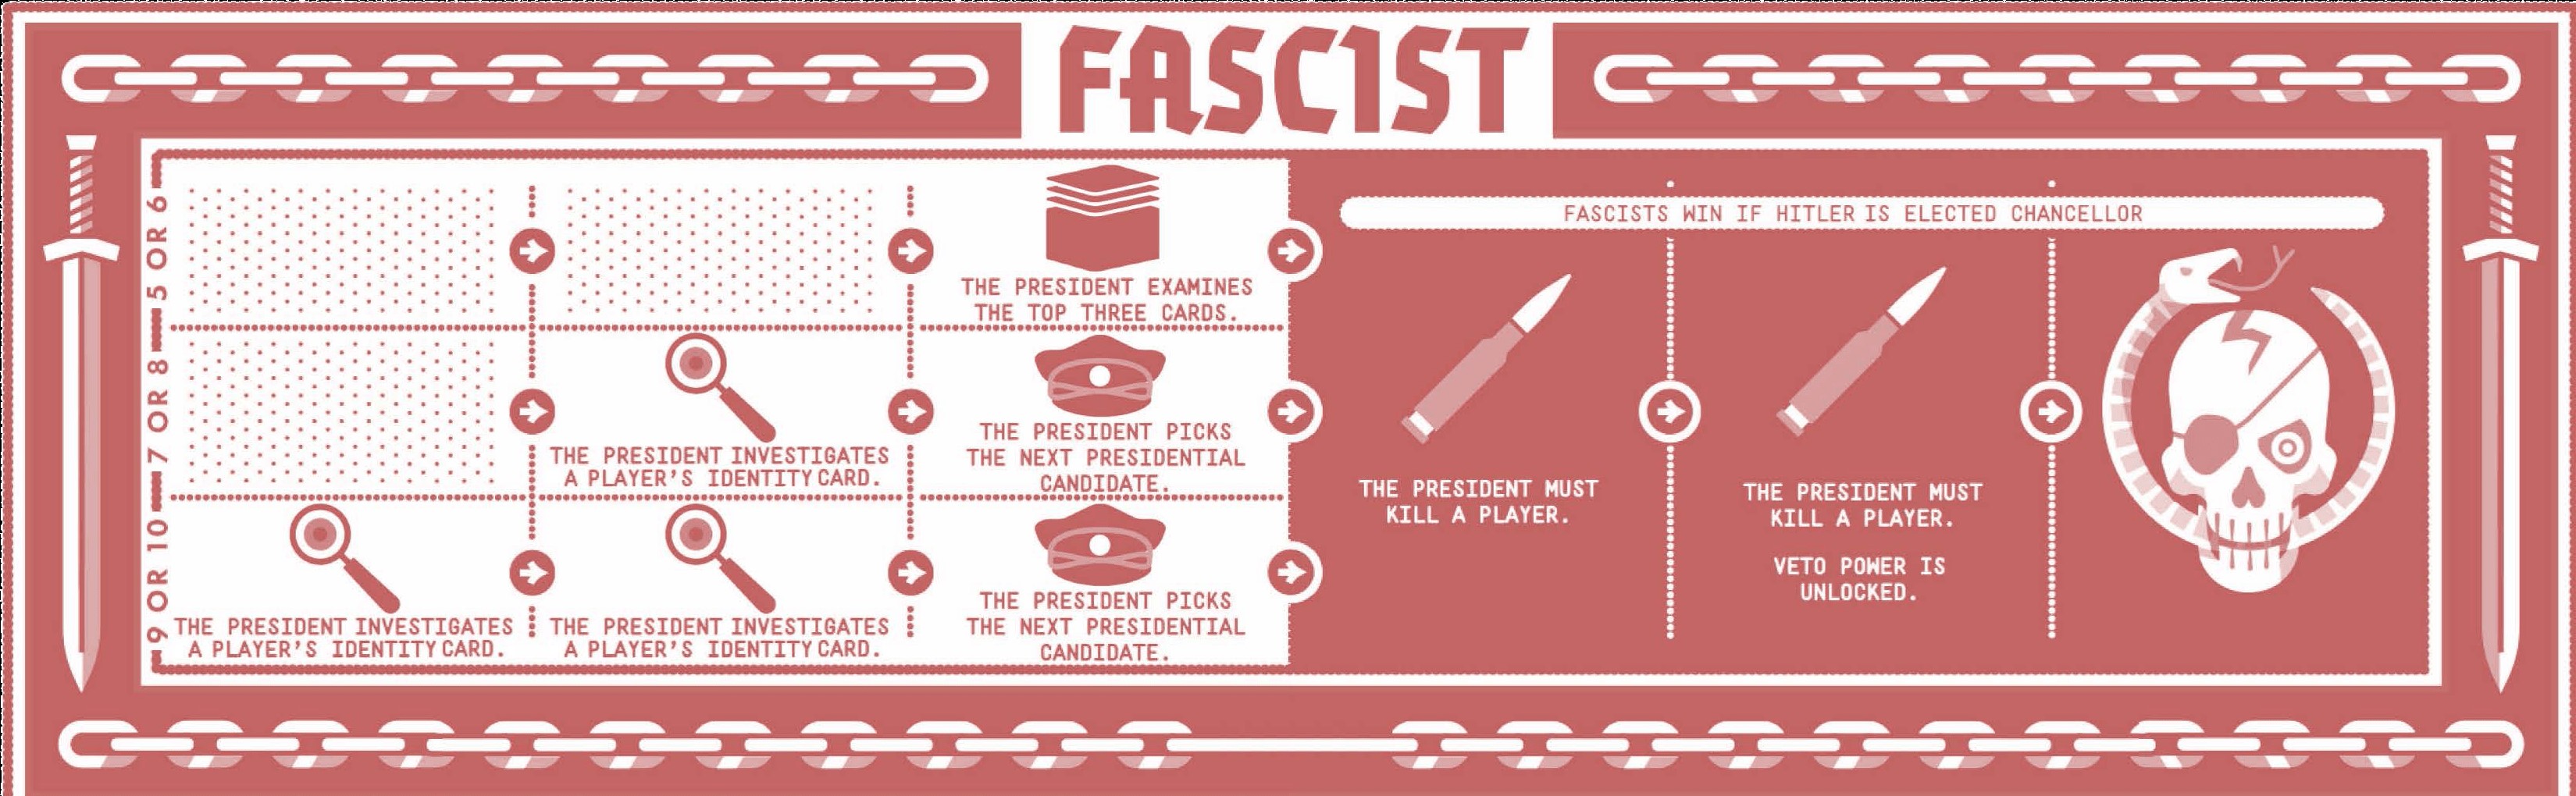 FASCIST
5 OR 6
THE PRESIDENT EXAMINES
THE TOP THREE CARDS.
7 OR 8
THE PRESIDENT INVESTIGATES
A PLAYER'S IDENTITY CARD.
THE PRESIDENT PICKS
THE NEXT PRESIDENTIAL
CANDIDATE.
9 OR 10
THE PRESIDENT INVESTIGATES
A PLAYER'S IDENTITY CARD.
THE PRESIDENT INVESTIGATES
A PLAYER'S IDENTITY CARD.
THE PRESIDENT PICKS
THE NEXT PRESIDENTIAL
CANDIDATE.
FASCISTS WIN IF HITLER IS ELECTED CHANCELLOR
THE PRESIDENT MUST
KILL A PLAYER.
THE PRESIDENT MUST
KILL A PLAYER.
VETO POWER IS
UNLOCKED.